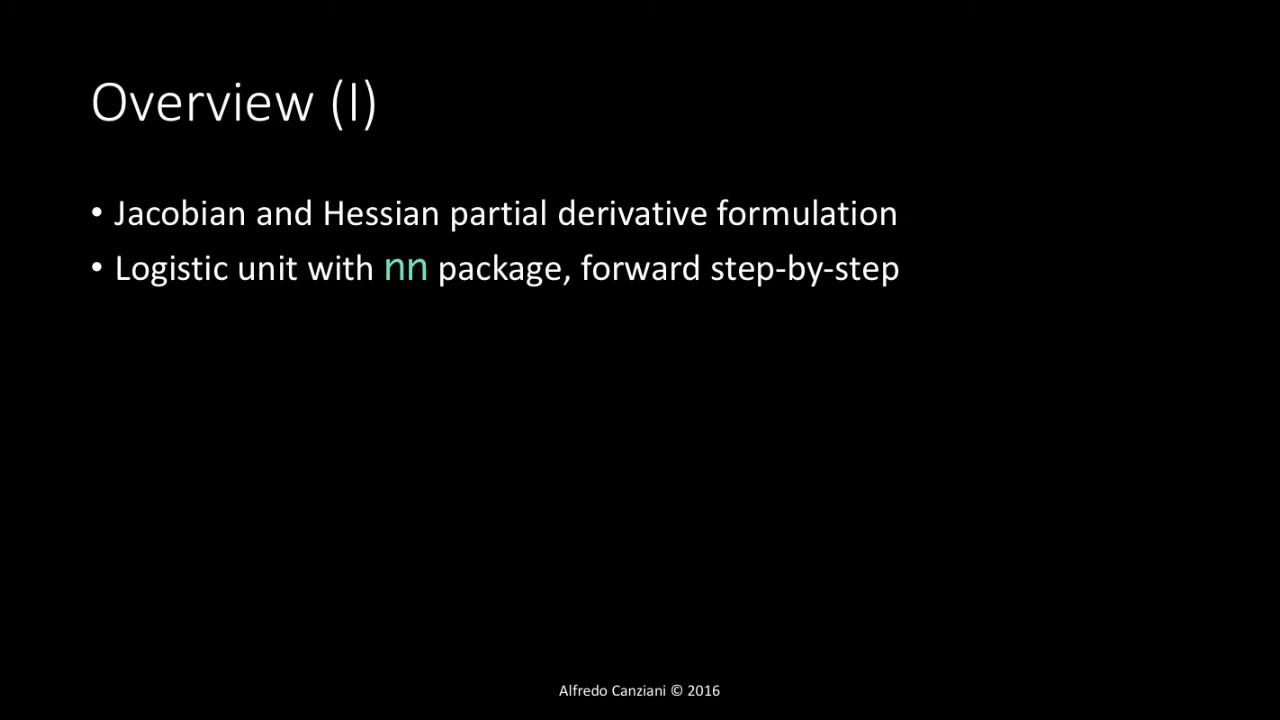 Overview (I)
• Jacobian and Hessian partial derivative formulation
• Logistic unit with nn package, forward step-by-step
Alfredo Canziani © 2016